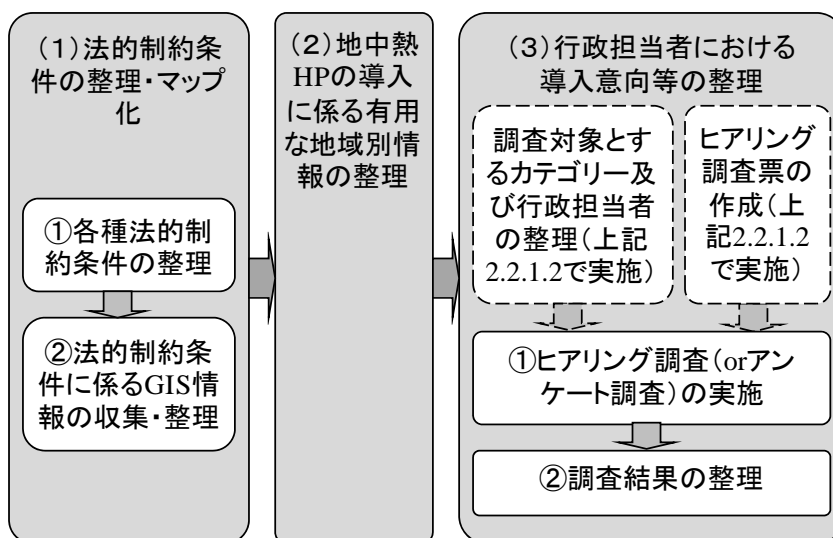 (1)法的制約条
件の整理・マップ
化
①各種法的制
約条件の整理
②法的制約条
件に係るGIS情
報の収集・整理
(2)地中熱
HPの導入
に係る有用
な地域別情
報の整理
(3)行政担当者における
導入意向等の整理
調査対象とす
るカテゴリー及
び行政担当者
の整理(上記
2.2.1.2で実施)
ヒアリング
調査票の
作成(上
記2.2.1.2
で実施)
①ヒアリング調査(orアン
ケート調査)の実施
②調査結果の整理